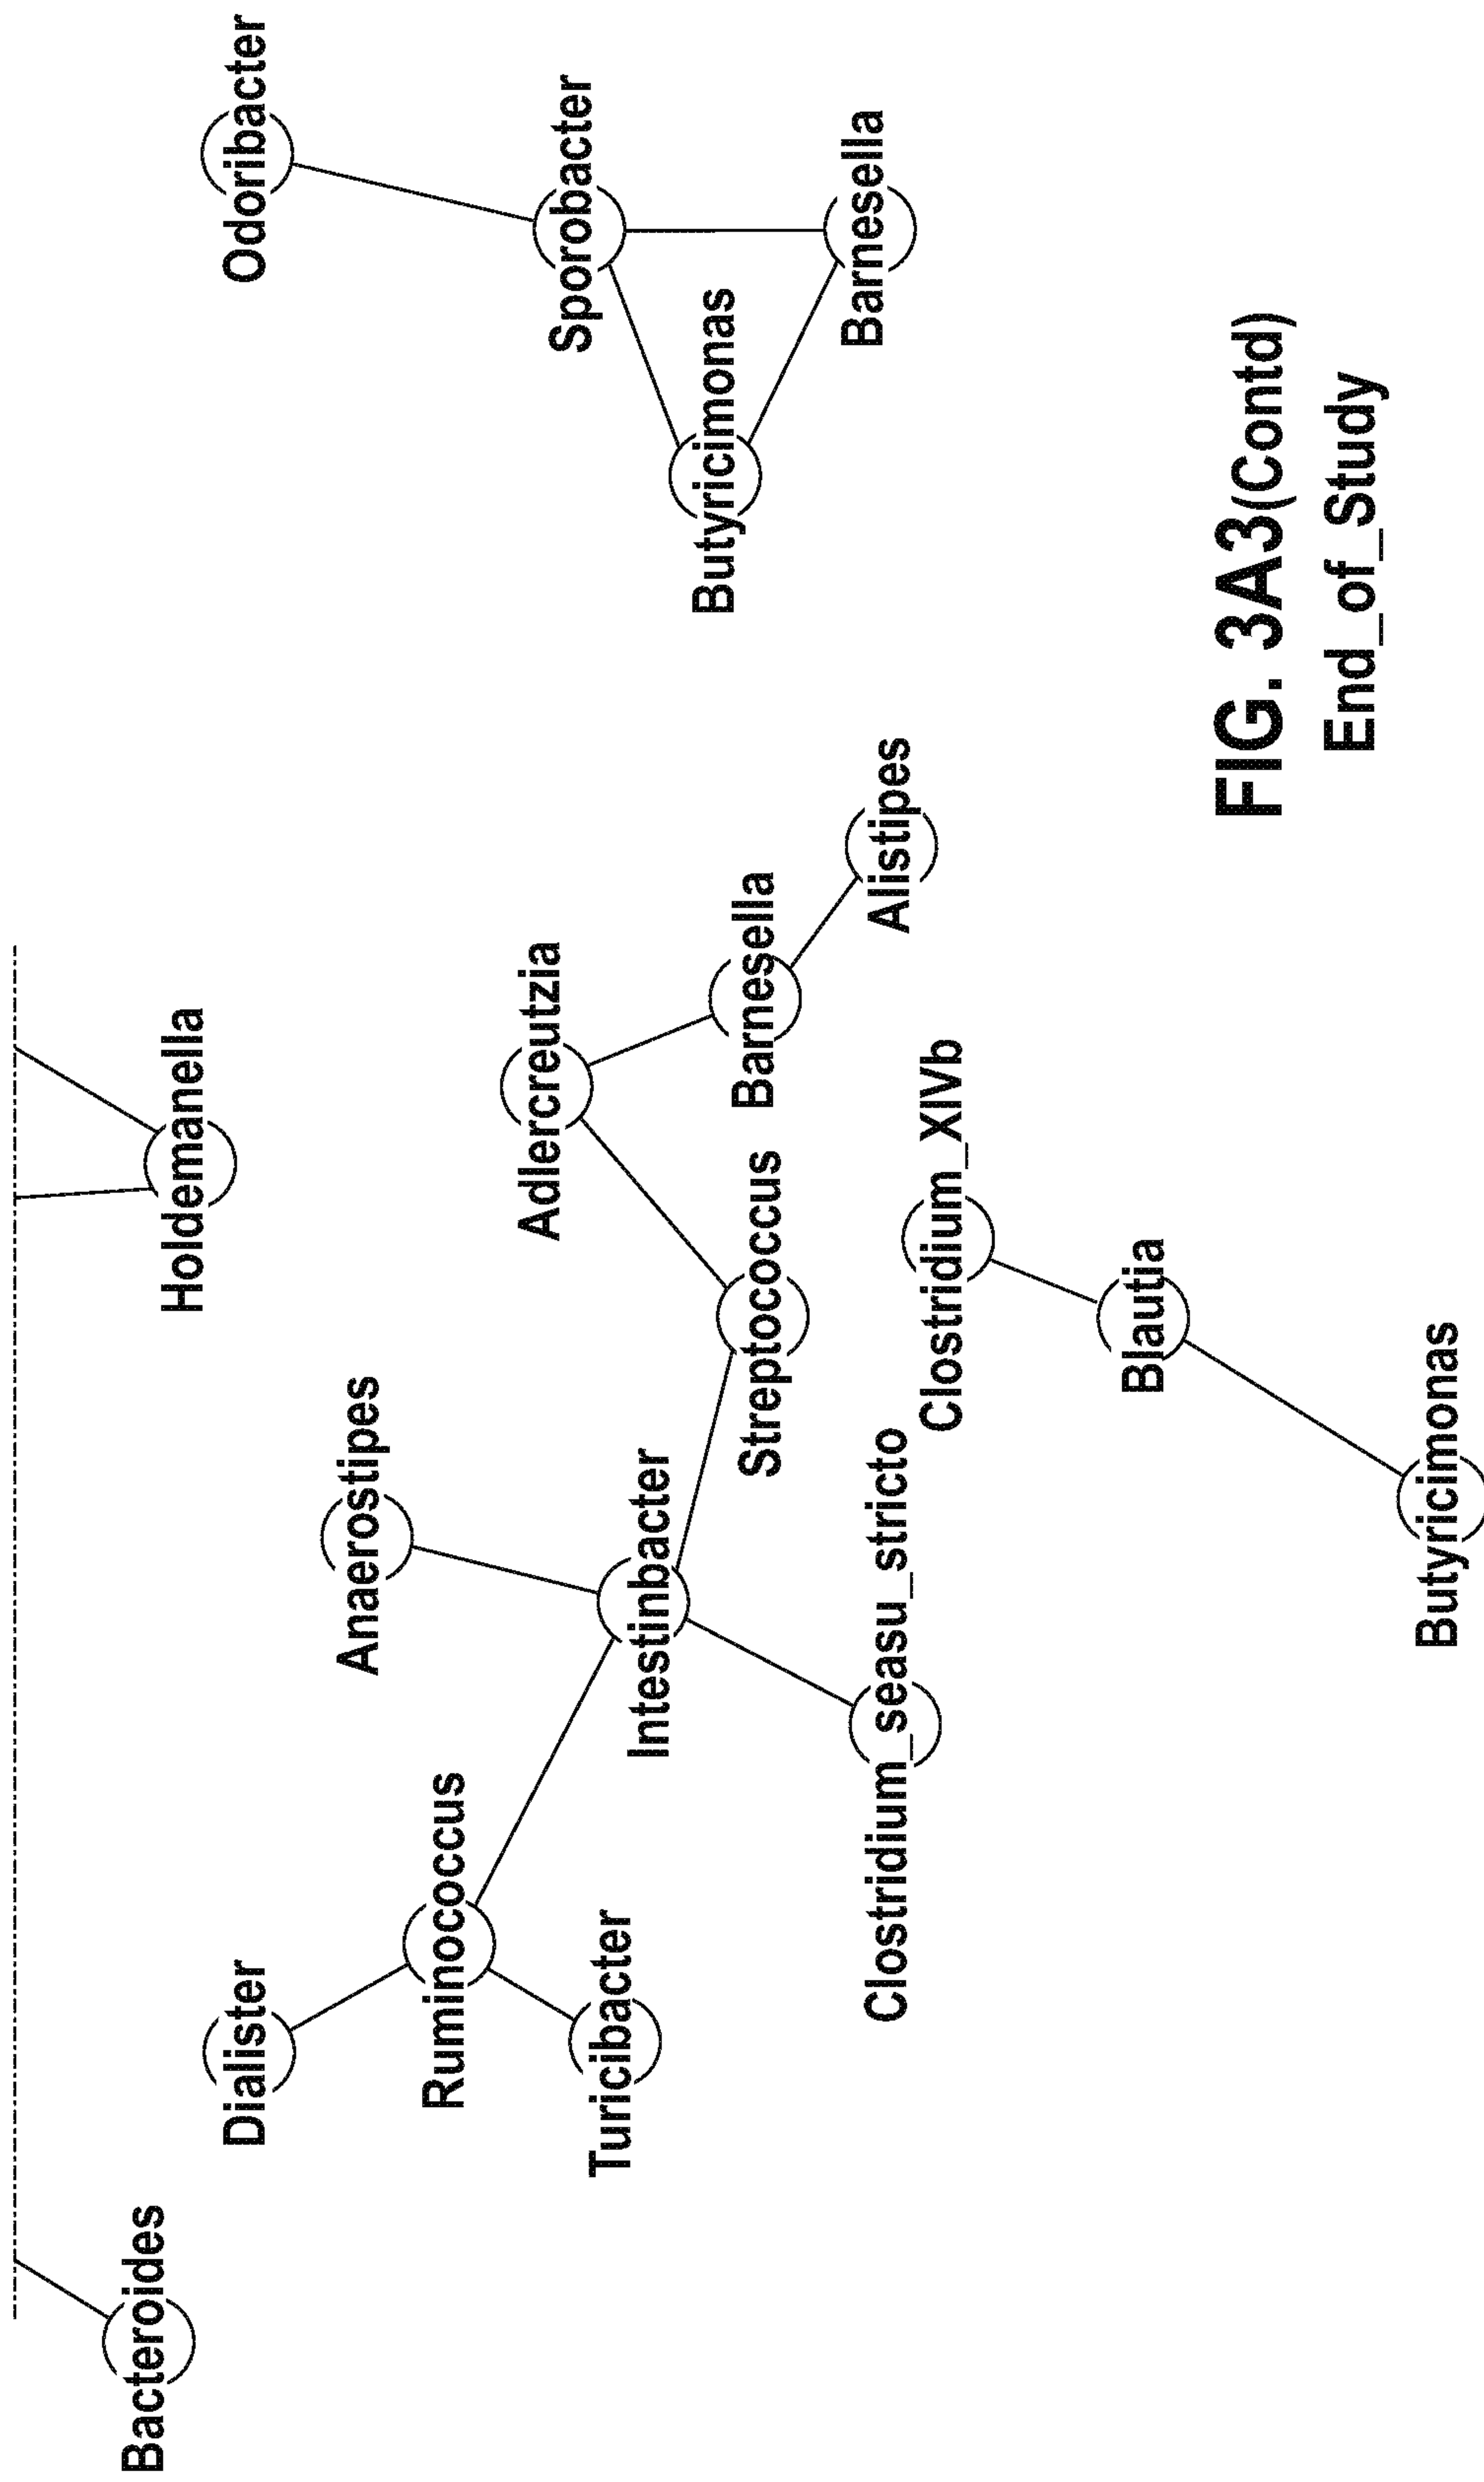 Bacteroides
Holdemanella
Dialister
Odoribacter
Anaerostipes
Ruminococcus
Adlercreutzia
Sporobacter
Turicibacter
Intestinbacter
Butyricimonas
Streptococcus
Barnesella
Barnesella
Clostridium_seasu_stricto
Alistipes
Clostridium_XIVb
Blautia
Butyricimonas
FIG. 3A3(Contd)
End_of_Study